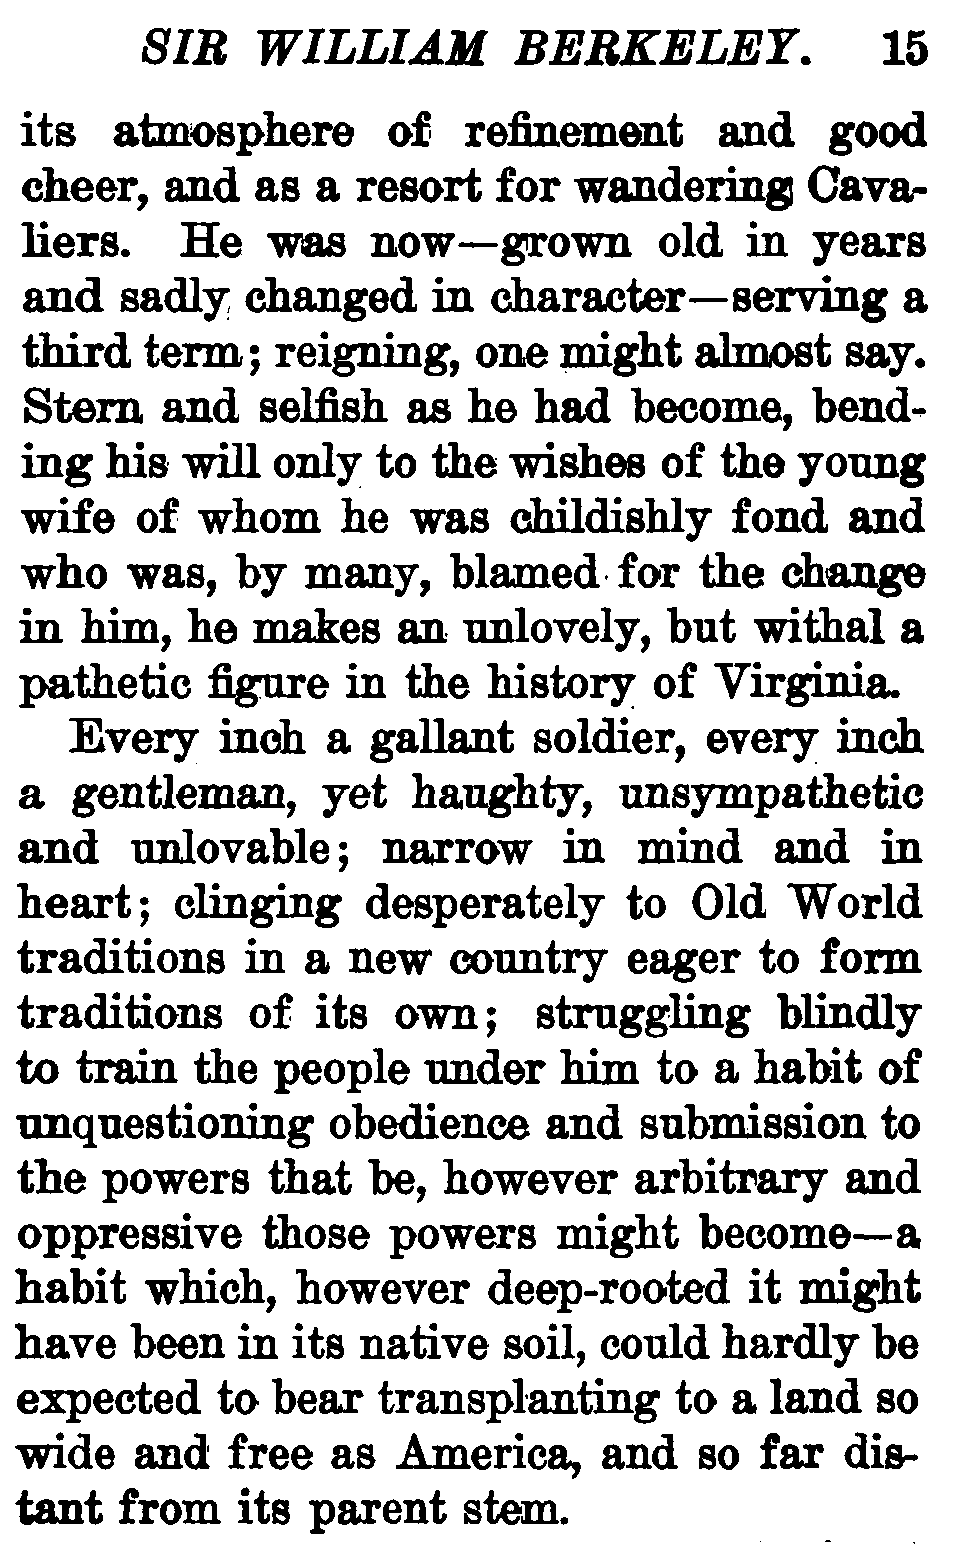 SIR WILLIAM BERKELEY. 15
its atmosphere of refinement and good
cheer, and as a resort for wandering Cava-
liers. He was now—grown old in years
and sadly changed in character—serving a
third term; reigning, one might almost say.
Stern and selfish as he had become, bend-
ing his will only to the wishes of the young
wife of whom he was childishly fond and
who was, by many, blamed for the change
in him, he makes an unlovely, but withal a
pathetic figure in the history of Virginia.
Every inch a gallant soldier, every inch
a gentleman, yet haughty, unsympathetic
and unlovable; narrow in mind and in
heart; clinging desperately to Old World
traditions in a new country eager to form
traditions of its own; struggling blindly
to train the people under him to a habit of
unquestioning obedience and submission to
the powers that be, however arbitrary and
oppressive those powers might become—a
habit which, however deep-rooted it might
have been in its native soil, could hardly be
expected to bear transplanting to a land so
wide and free as America, and so far dis-
tant from its parent stem.